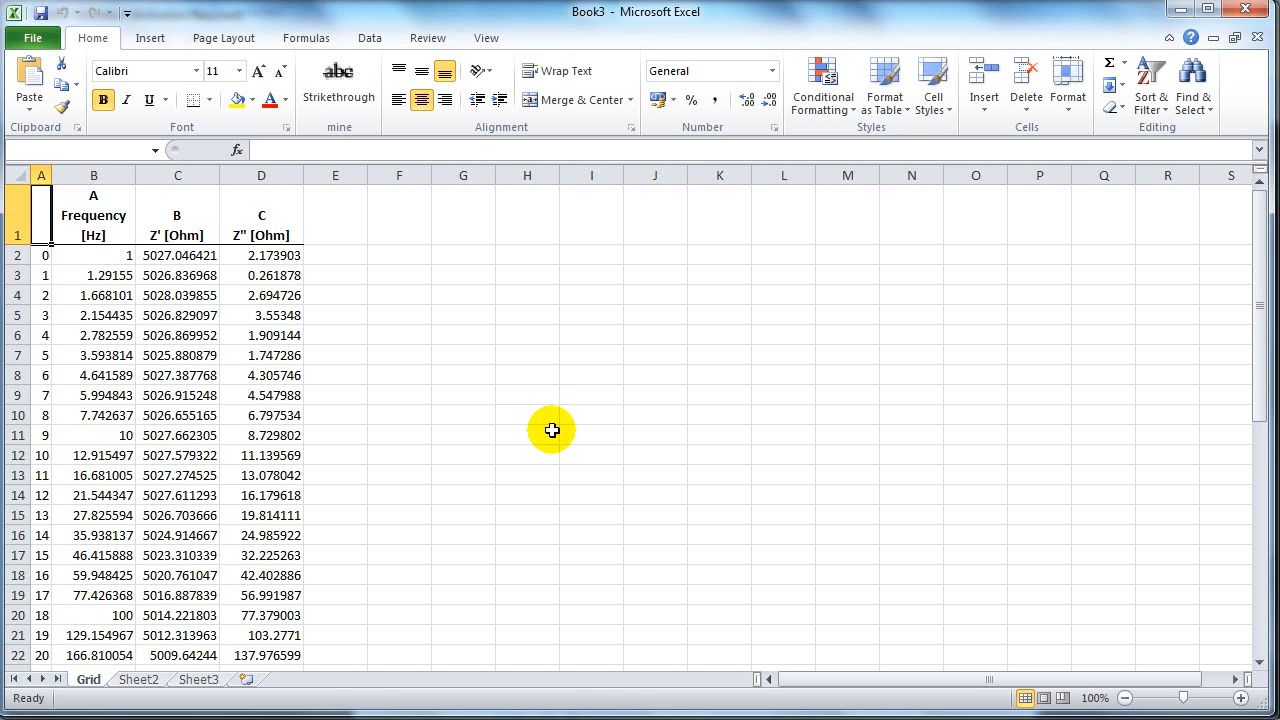 Book3 - Microsoft Excel
File Home Insert Page Layout Formulas Data Review View
Paste
Calibri 11
B I U A
abc
Strikethrough
Wrap Text
Merge & Center
General
$ % ,
Conditional Formatting
Format as Table
Cell Styles
Insert Delete Format
Σ
Sort & Filter
Find & Select
Clipboard Font mine Alignment Number Styles Cells Editing
fx
A B C D E F G H I J K L M N O P Q R S
A
Frequency B C
1 [Hz] Z' [Ohm] Z" [Ohm]
2 0 1 5027.046421 2.173903
3 1 1.29155 5026.836968 0.261878
4 2 1.668101 5028.039855 2.694726
5 3 2.154435 5026.829097 3.55348
6 4 2.782559 5026.869952 1.909144
7 5 3.593814 5025.880879 1.747286
8 6 4.641589 5027.387768 4.305746
9 7 5.994843 5026.915248 4.547988
10 8 7.742637 5026.655165 6.797534
11 9 10 5027.662305 8.729802
12 10 12.915497 5027.579322 11.139569
13 11 16.681005 5027.274525 13.078042
14 12 21.544347 5027.611293 16.179618
15 13 27.825594 5026.703666 19.814111
16 14 35.938137 5024.914667 24.985922
17 15 46.415888 5023.310339 32.225263
18 16 59.948425 5020.761047 42.402886
19 17 77.426368 5016.887839 56.991987
20 18 100 5014.221803 77.379003
21 19 129.154967 5012.313963 103.2771
22 20 166.810054 5009.64244 137.976599
Grid Sheet2 Sheet3
Ready 100%